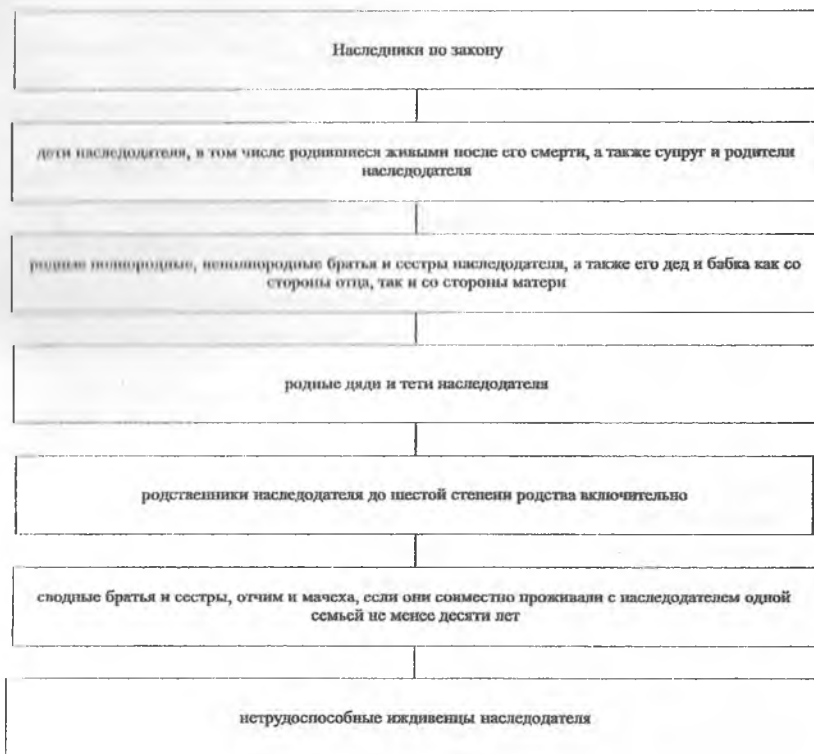 Наследники по закону
дети наследодателя, в том числе родившиеся живыми после его смерти, а также супруг и родители
наследодателя
родные полнородные, неполнородные братья и сестры наследодателя, а также его дед и бабка как со
стороны отца, так и со стороны матери
родные дяди и тети наследодателя
родственники наследодателя до шестой степени родства включительно
сводные братья и сестры, отчим и мачеха, если они совместно проживали с наследодателем одной
семьей не менее десяти лет
нетрудоспособные иждивенцы наследодателя